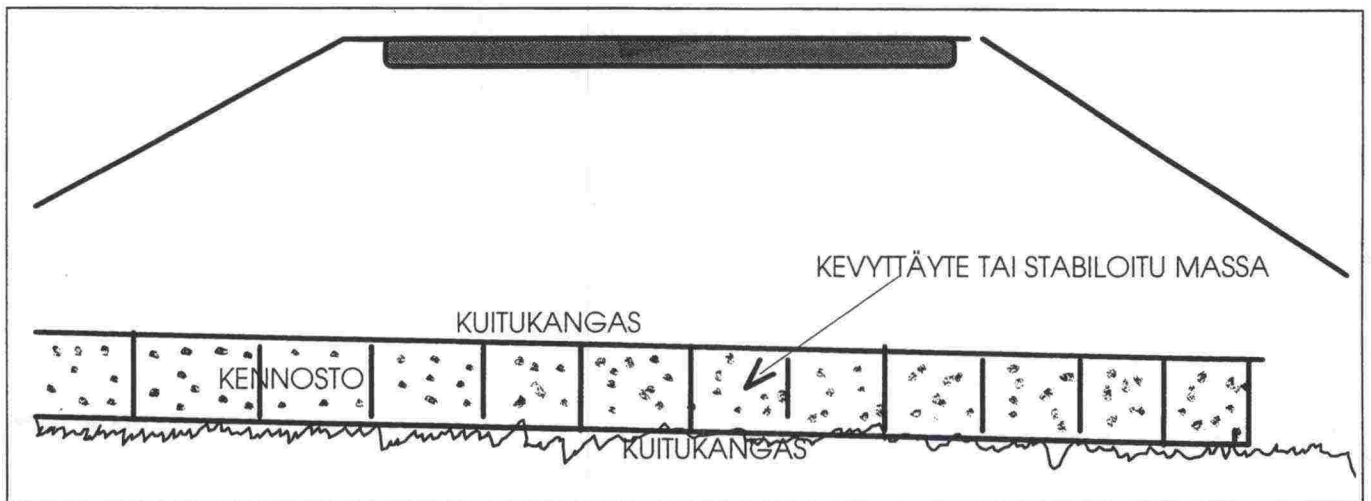 KEVYTTÄYTE TAI STABILOITU MASSA
KUITUKANGAS
KENNOSTO
KUITUKANGAS